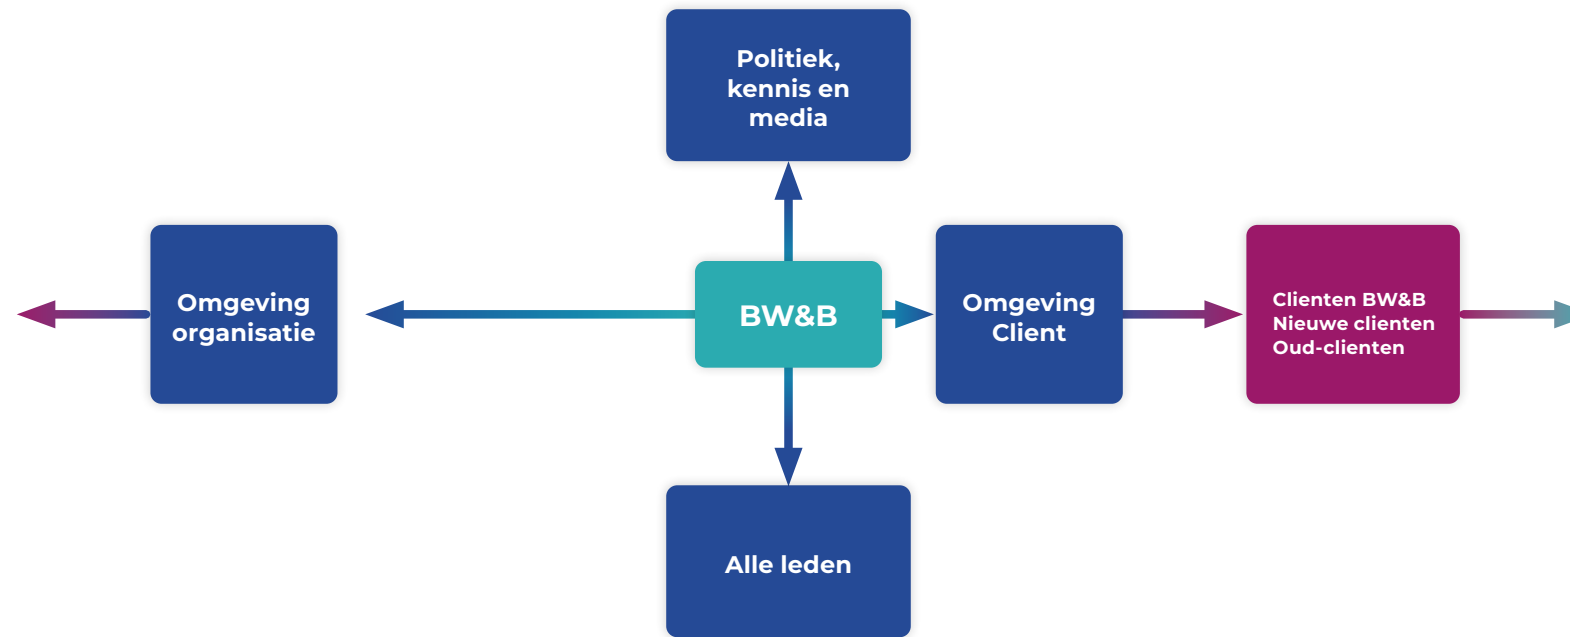 Politiek,
kennis en
media
Omgeving
organisatie
BW&B
Omgeving
Client
Clienten BW&B
Nieuwe clienten
Oud-clienten
Alle leden